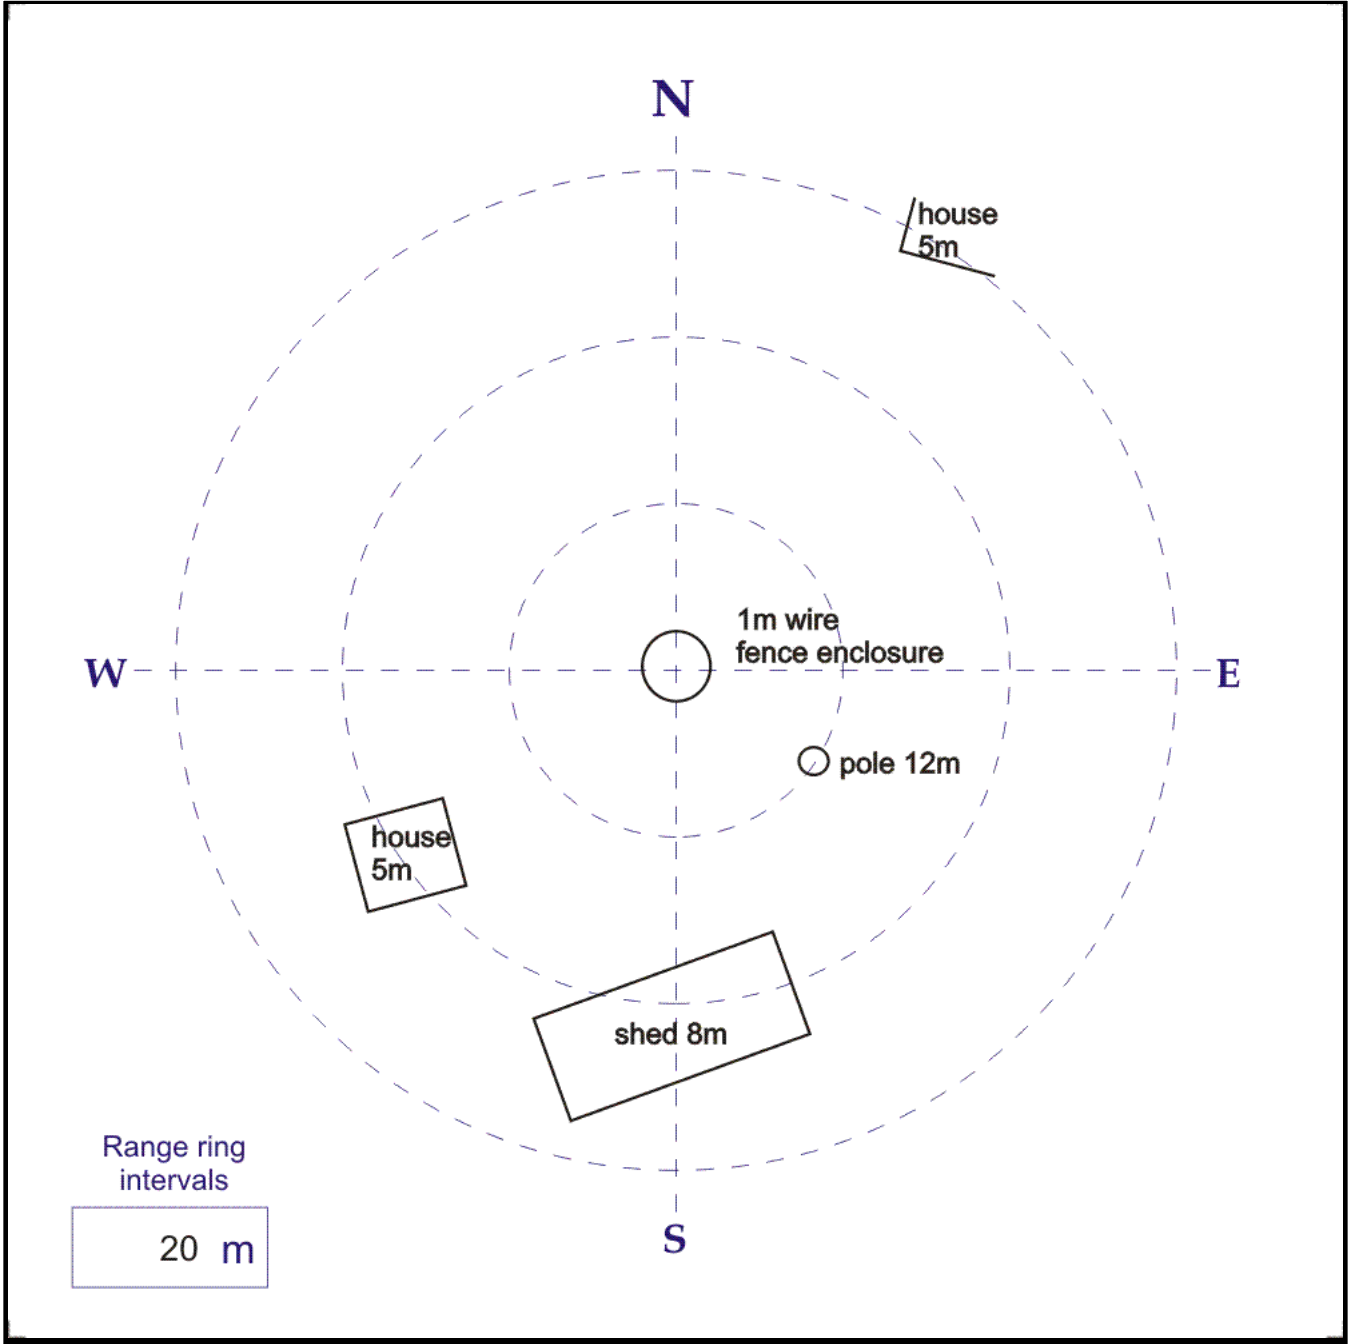 N
house
5m
1m wire
fence enclosure
W
E
pole 12m
house
5m
shed 8m
Range ring
intervals
20 m
S